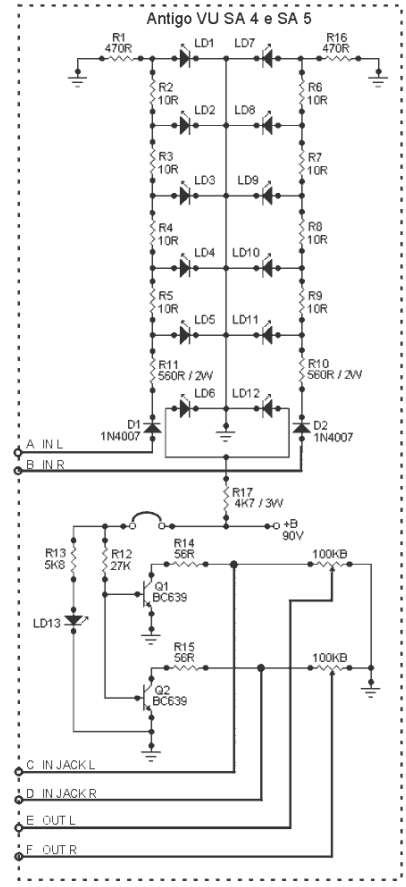 Antigo VU SA 4 e SA 5
R1
470R
LD1
LD7
R16
470R
R2
10R
R6
10R
LD2
LD8
R3
10R
R7
10R
LD3
LD9
R4
10R
R8
10R
LD4
LD10
R5
10R
R9
10R
LD5
LD11
R11
560R / 2W
R10
560R / 2W
LD6
LD12
D1
1N4007
D2
1N4007
A IN L
B IN R
R17
4K7 / 3W
+B
90V
R13
5K8
R12
27K
R14
56R
100KB
Q1
BC639
LD13
R15
56R
100KB
Q2
BC639
C IN JACK L
D IN JACK R
E OUT L
F OUT R